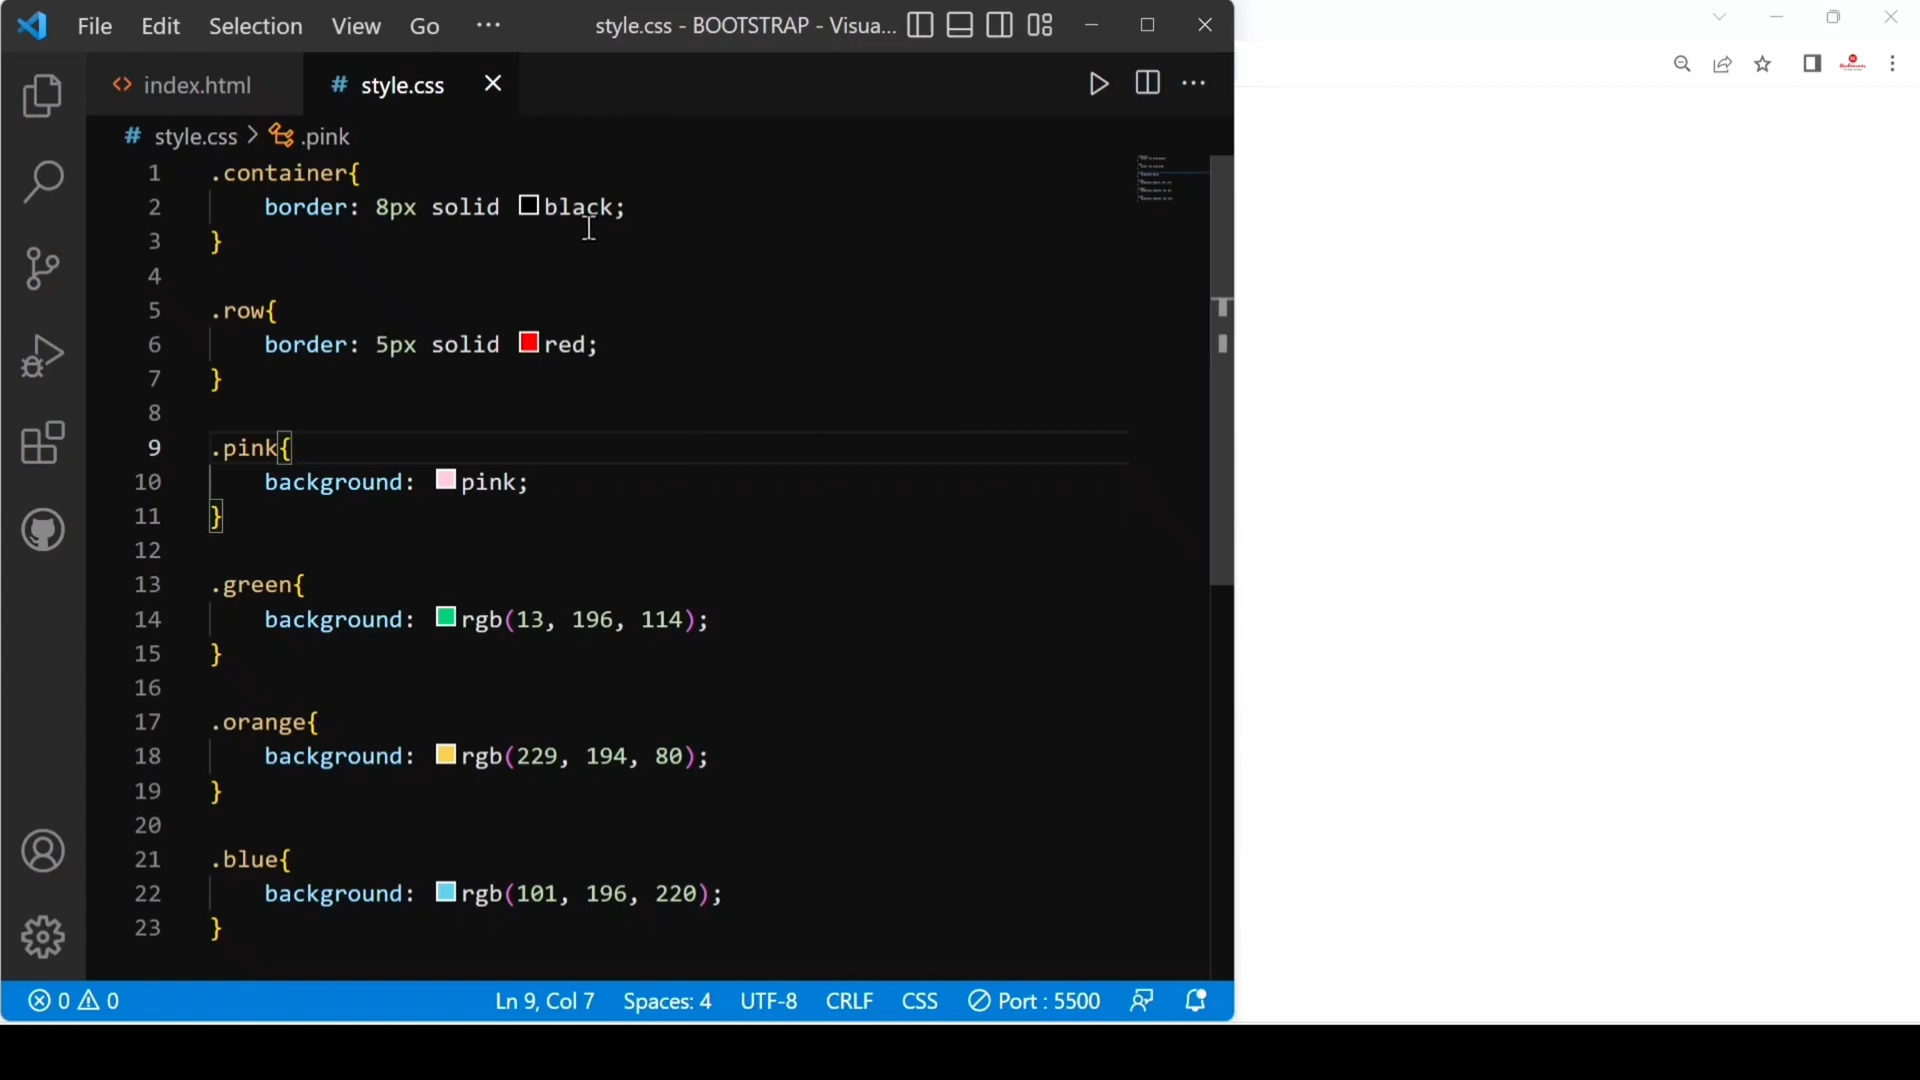 File Edit Selection View Go ··· style.css - BOOTSTRAP - Visua...
index.html # style.css
# style.css > .pink
1 .container{
2 border: 8px solid black;
3 }
4
5 .row{
6 border: 5px solid red;
7 }
8
9 .pink{
10 background: pink;
11 }
12
13 .green{
14 background: rgb(13, 196, 114);
15 }
16
17 .orange{
18 background: rgb(229, 194, 80);
19 }
20
21 .blue{
22 background: rgb(101, 196, 220);
23 }
0 0 Ln 9, Col 7 Spaces: 4 UTF-8 CRLF CSS Port : 5500